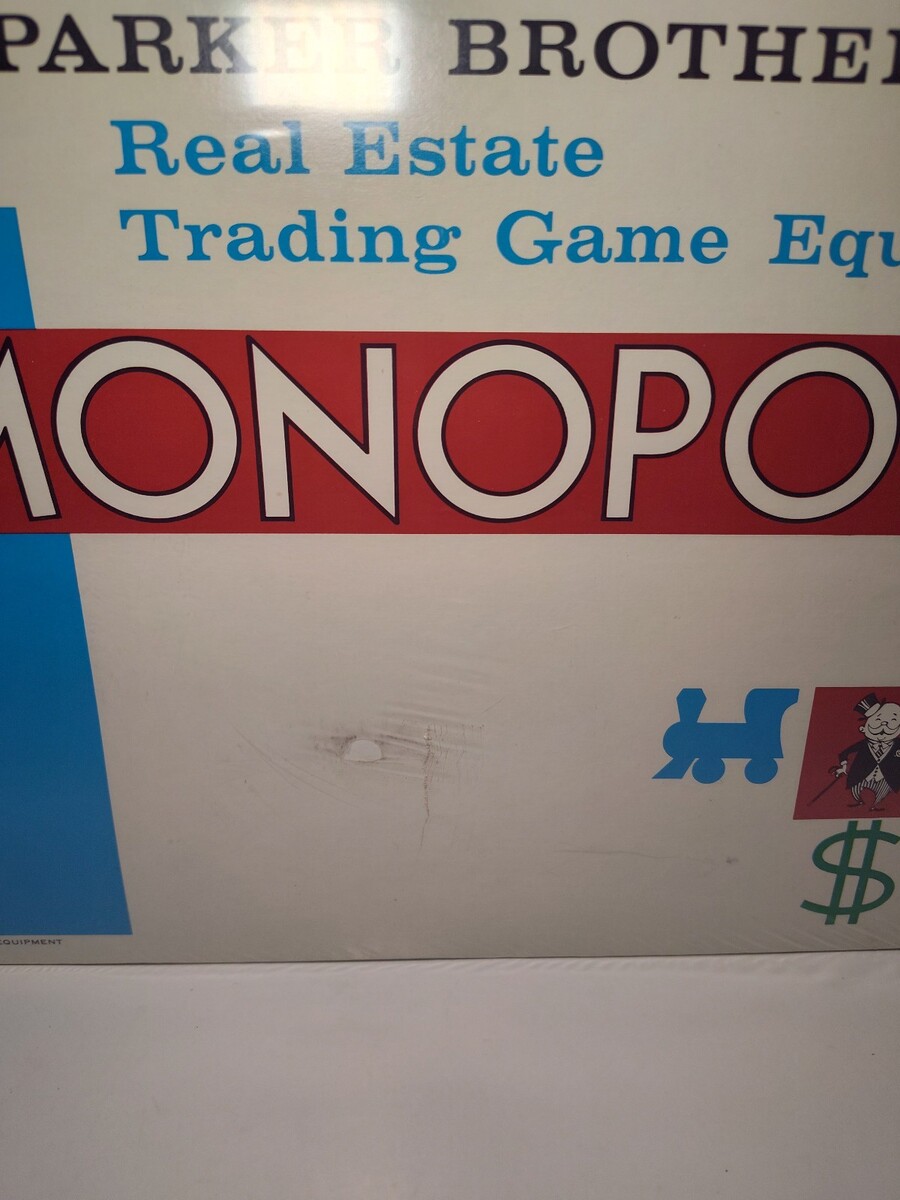 PARKER BROTHE
Real Estate
Trading Game Equ
MONOPO
$
EQUIPMENT